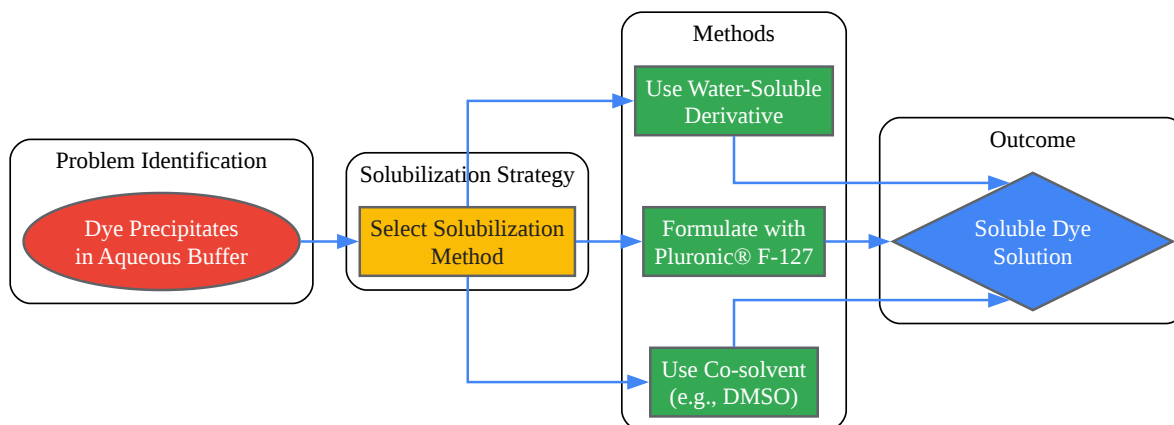 Problem Identification
Dye Precipitates
in Aqueous Buffer
Solubilization Strategy
Select Solubilization
Method
Methods
Use Water-Soluble
Derivative
Formulate with
Pluronic® F-127
Use Co-solvent
(e.g., DMSO)
Outcome
Soluble Dye
Solution